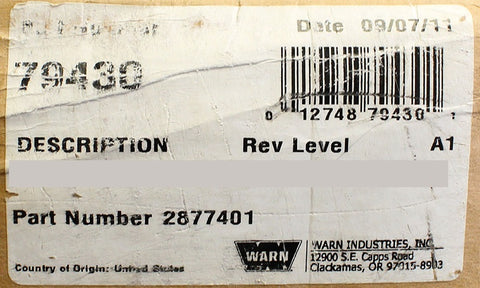 Date 09/07/11
79430
0 12748 79430
DESCRIPTION Rev Level A1
Part Number 2877401
WARN
WARN INDUSTRIES, INC
12900 S.E. Capps Road
Clackamas, OR 97015-8903
Country of Origin: United States